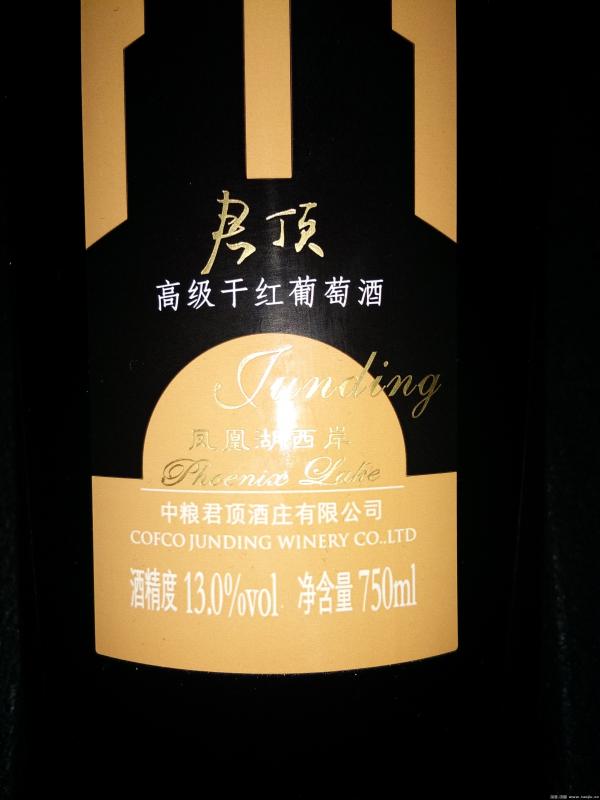 君顶
高级干红葡萄酒
Junding
凤凰湖西岸
Phoenix Lake
中粮君顶酒庄有限公司
COFCO JUNDING WINERY CO.,LTD
酒精度 13.0%vol 净含量 750ml